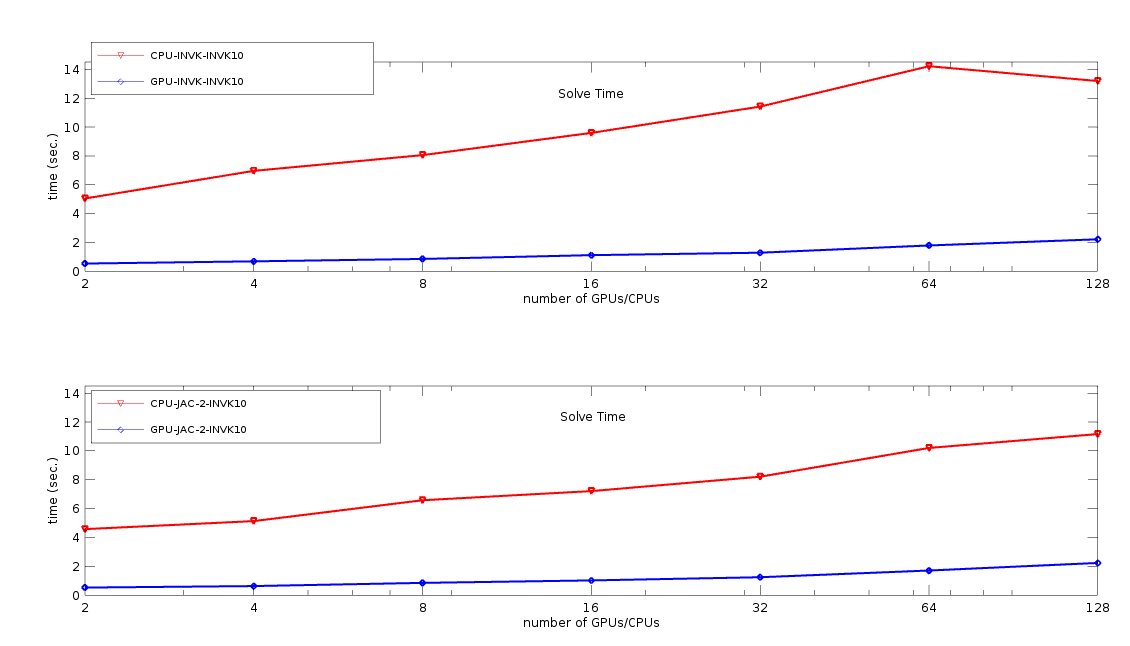 CPU-INVK-INVK10
GPU-INVK-INVK10
Solve Time
time (sec.)
14
12
10
8
6
4
2
0
2 4 8 16 32 64 128
number of GPUs/CPUs
CPU-JAC-2-INVK10
GPU-JAC-2-INVK10
Solve Time
time (sec.)
14
12
10
8
6
4
2
0
2 4 8 16 32 64 128
number of GPUs/CPUs